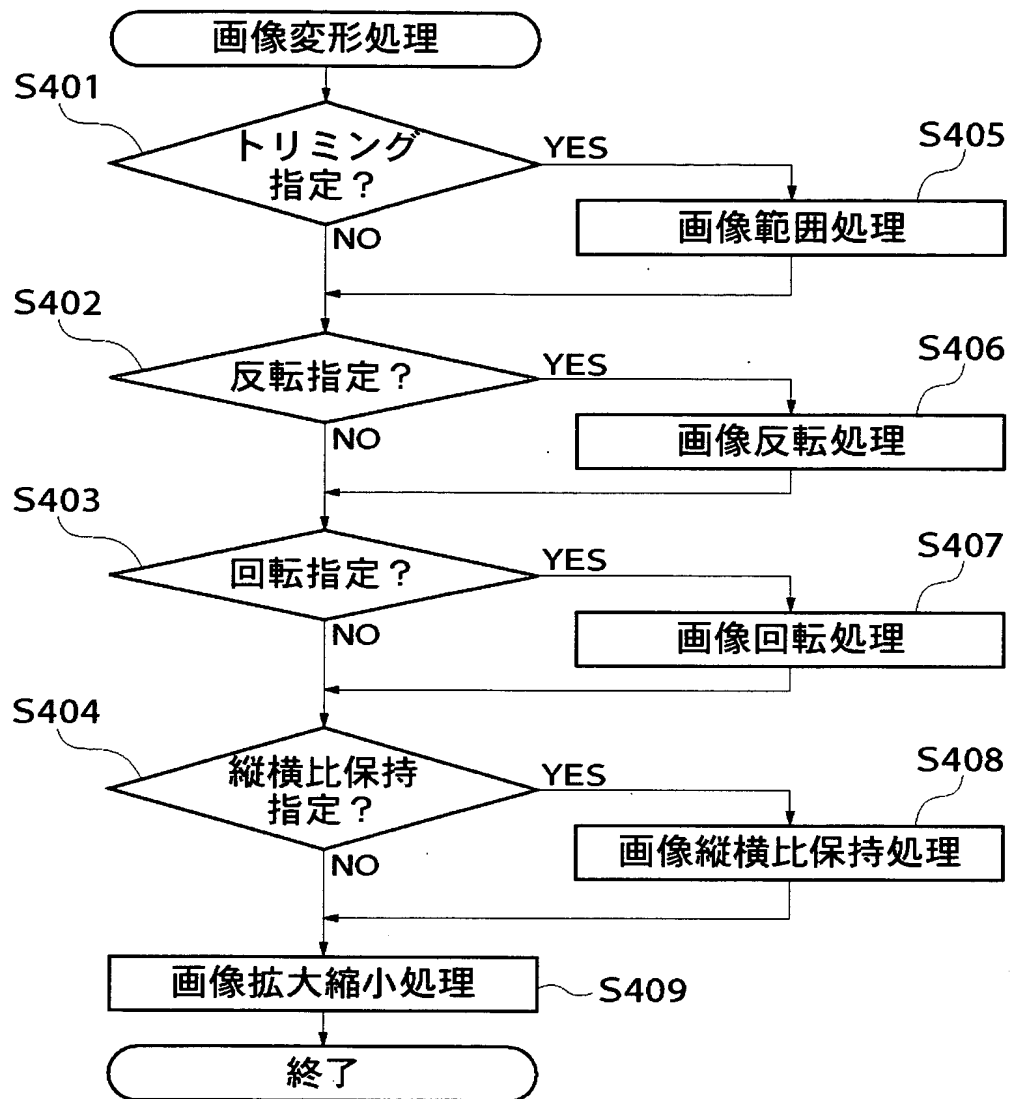 画像変形処理
S401
トリミング
指定？
YES
S405
画像範囲処理
NO
S402
反転指定？
YES
S406
画像反転処理
NO
S403
回転指定？
YES
S407
画像回転処理
NO
S404
縦横比保持
指定？
YES
S408
画像縦横比保持処理
NO
画像拡大縮小処理
S409
終了